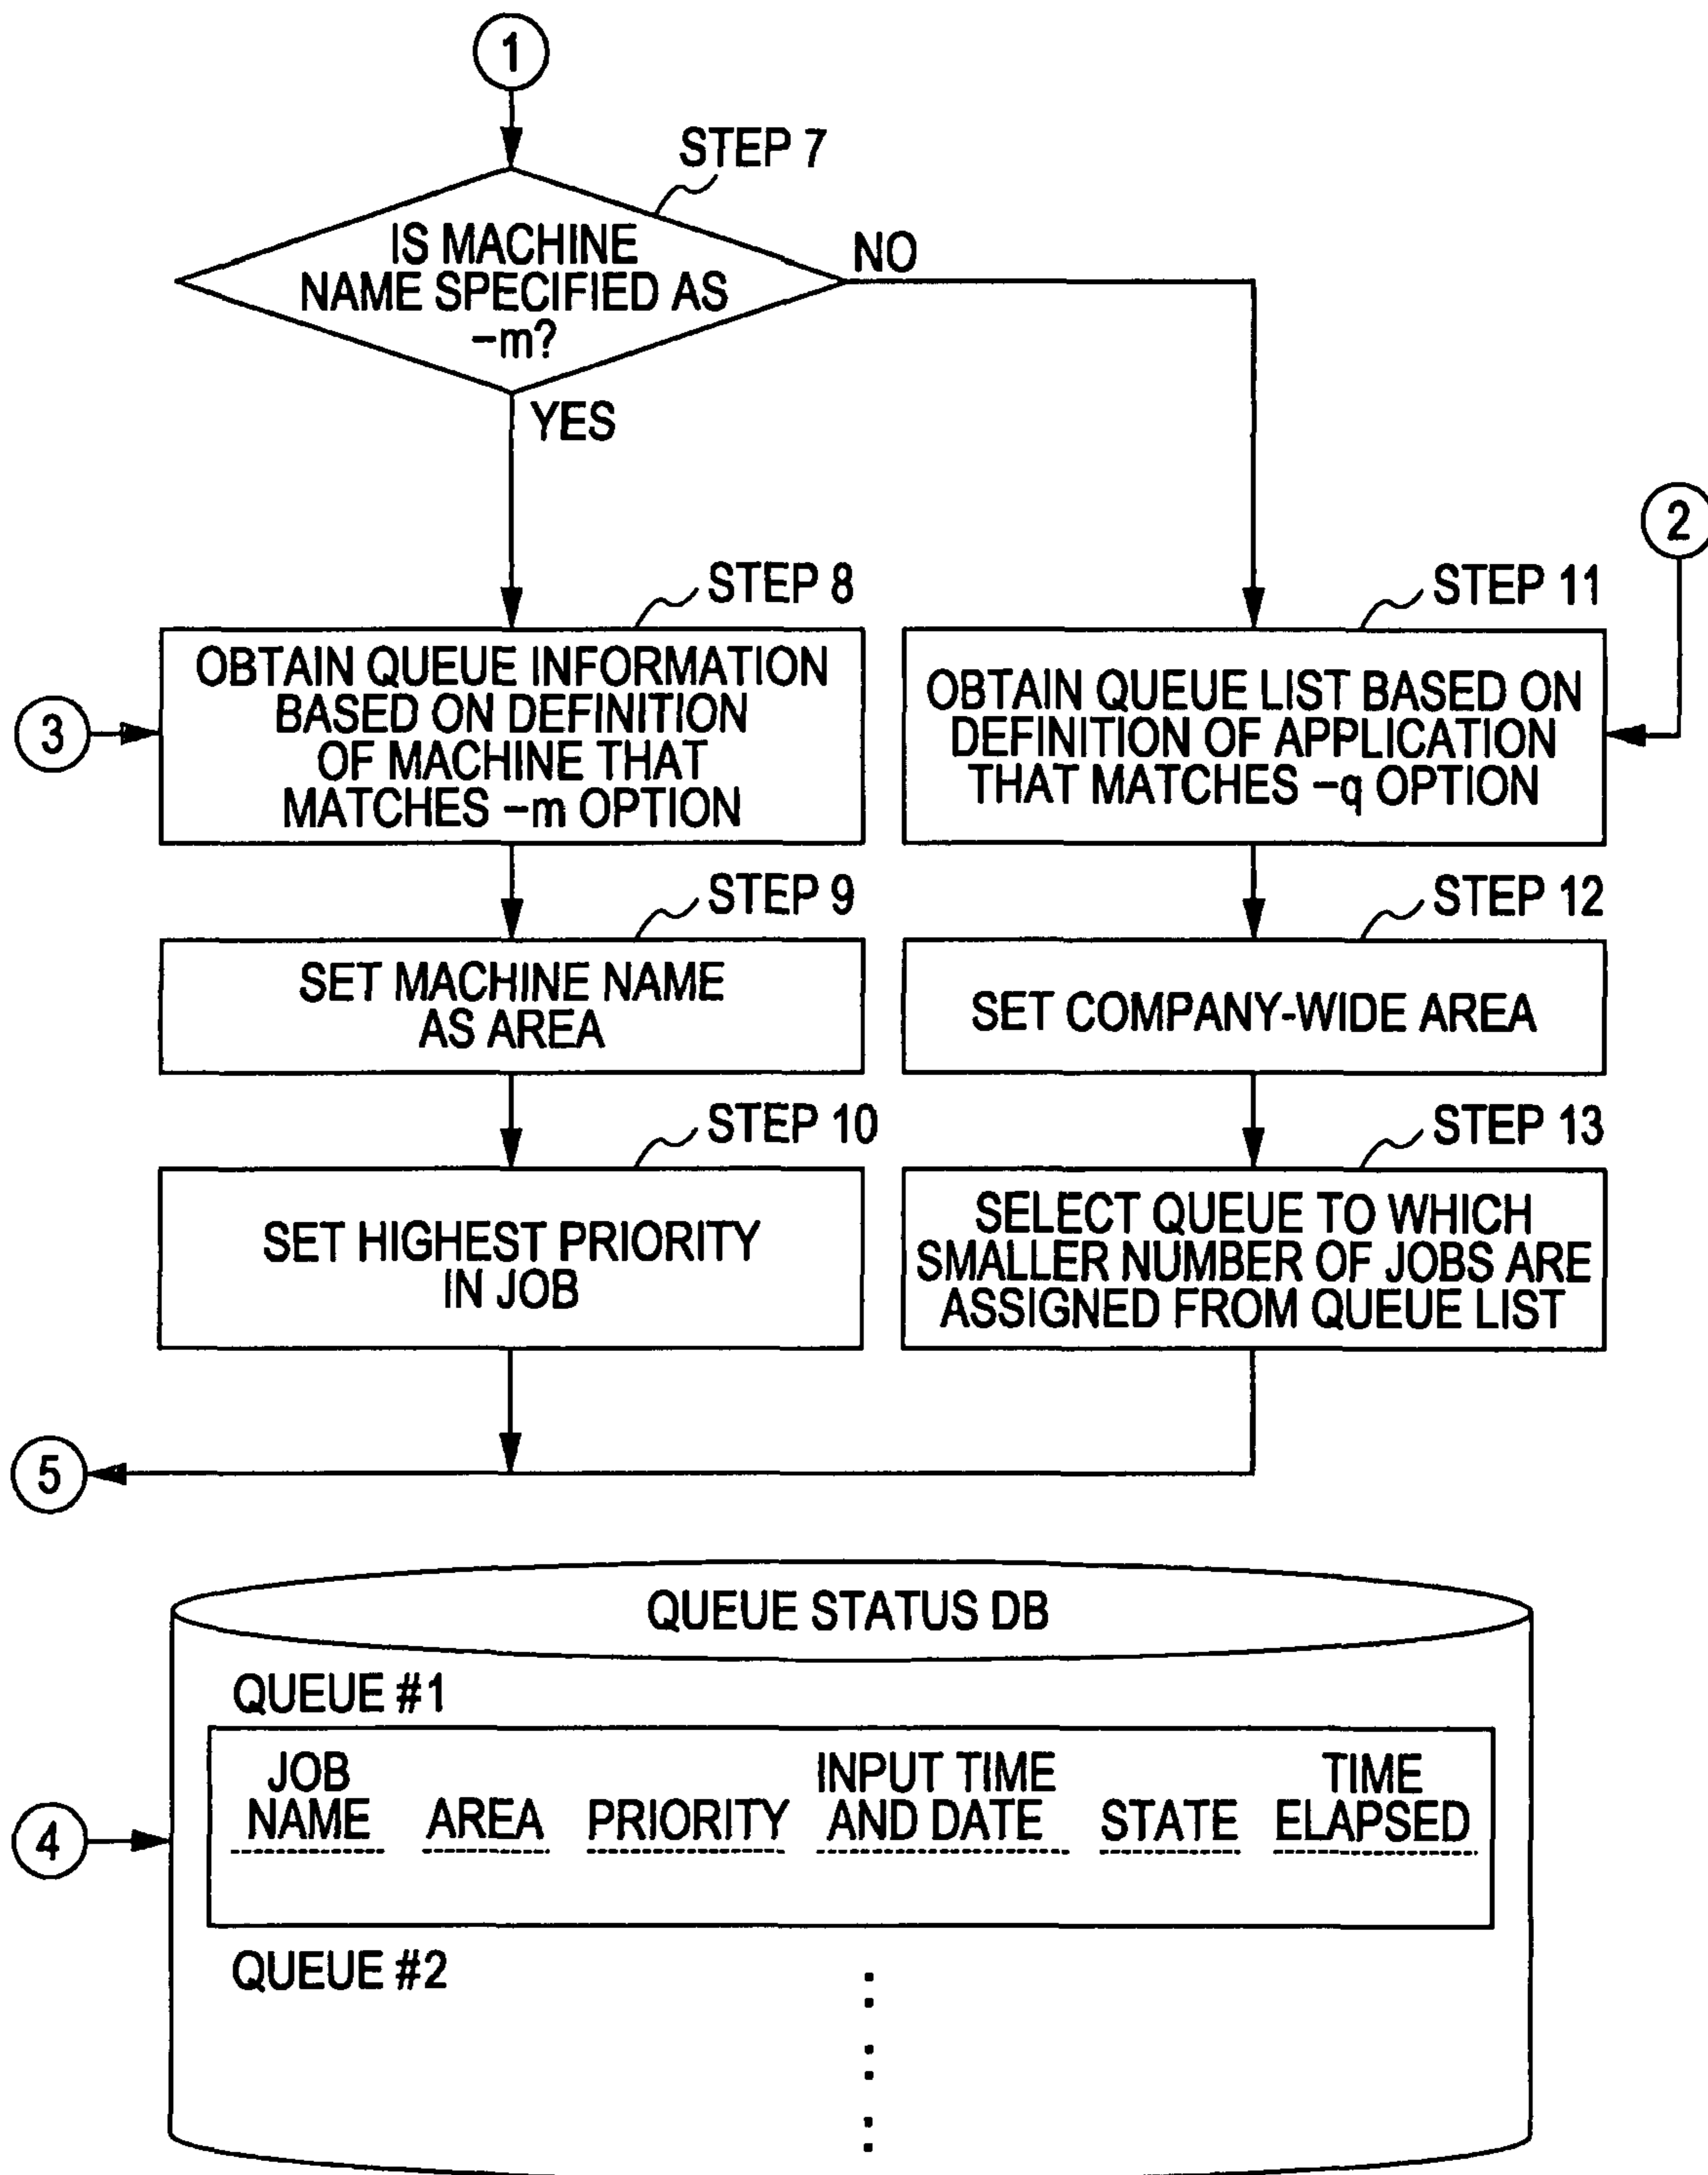 1
STEP 7
IS MACHINE
NAME SPECIFIED AS
–m?
NO
YES
2
STEP 8
OBTAIN QUEUE INFORMATION
BASED ON DEFINITION
OF MACHINE THAT
MATCHES –m OPTION
3
STEP 11
OBTAIN QUEUE LIST BASED ON
DEFINITION OF APPLICATION
THAT MATCHES –q OPTION
STEP 9
SET MACHINE NAME
AS AREA
STEP 12
SET COMPANY-WIDE AREA
STEP 10
SET HIGHEST PRIORITY
IN JOB
STEP 13
SELECT QUEUE TO WHICH
SMALLER NUMBER OF JOBS ARE
ASSIGNED FROM QUEUE LIST
5
QUEUE STATUS DB
QUEUE #1
JOB
NAME
AREA
PRIORITY
INPUT TIME
AND DATE
STATE
TIME
ELAPSED
4
QUEUE #2